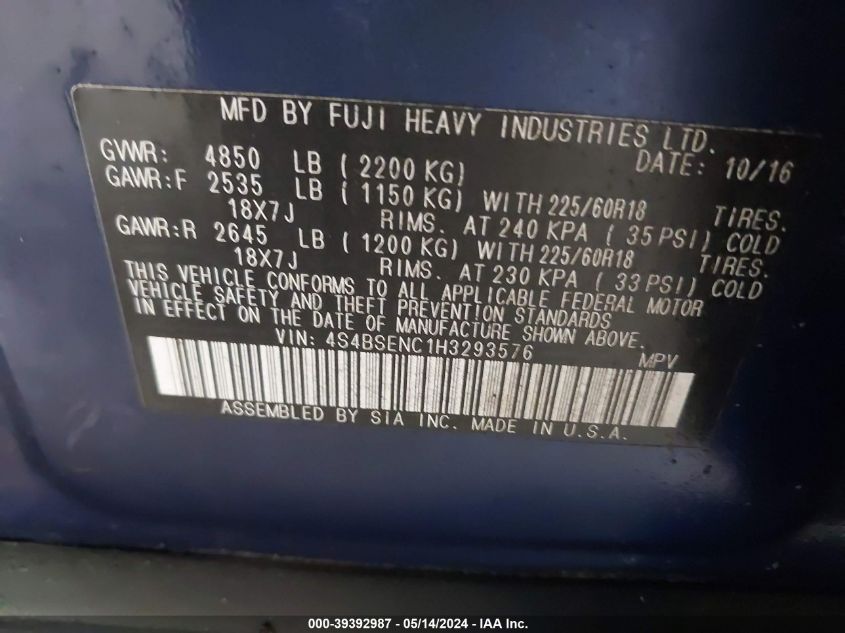 MFD BY FUJI HEAVY INDUSTRIES LTD.
GVWR: 4850 LB (2200 KG) DATE: 10/16
GAWR:F 2535 LB (1150 KG) WITH 225/60R18 TIRES.
18X7J RIMS. AT 240 KPA (35 PSI) COLD
GAWR:R 2645 LB (1200 KG) WITH 225/60R18 TIRES.
18X7J RIMS. AT 230 KPA (33 PSI) COLD
THIS VEHICLE CONFORMS TO ALL APPLICABLE FEDERAL MOTOR
VEHICLE SAFETY AND THEFT PREVENTION STANDARDS
IN EFFECT ON THE DATE OF MANUFACTURE SHOWN ABOVE.
VIN: 4S4BSENC1H3293576 MPV
ASSEMBLED BY SIA INC. MADE IN U.S.A.
000-39392987 - 05/14/2024 - IAA Inc.